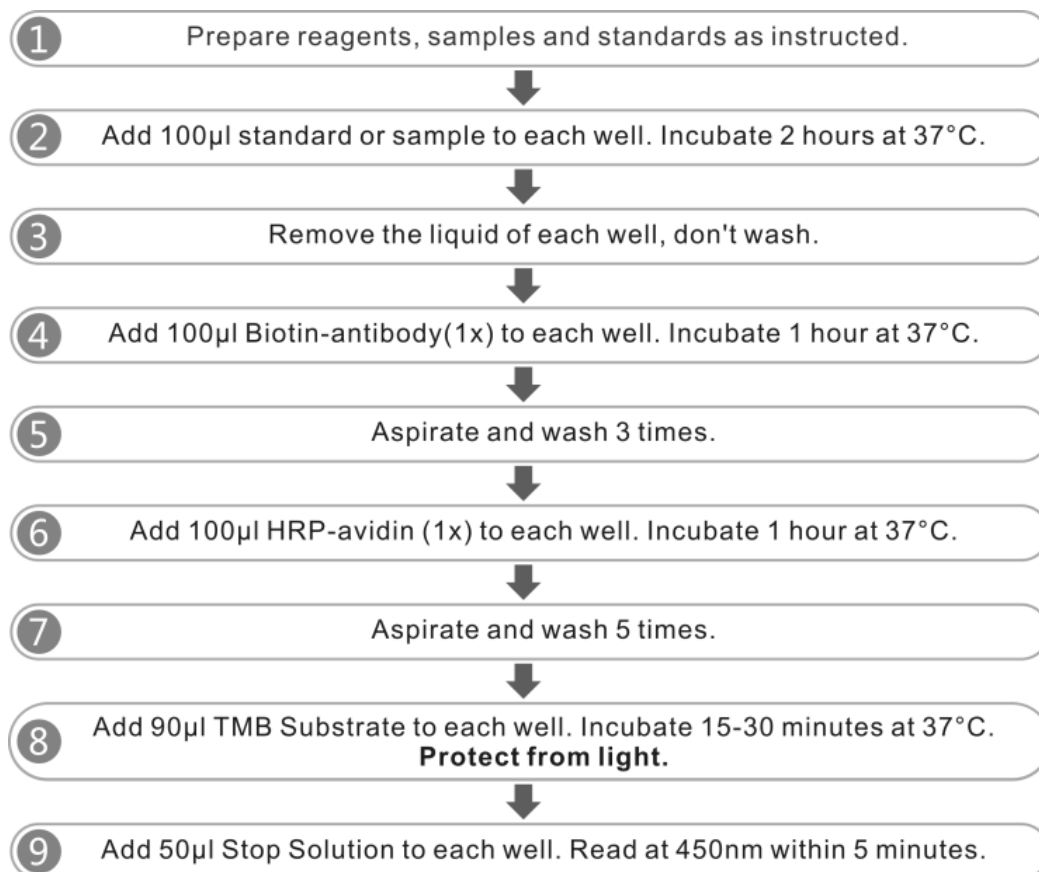 1 Prepare reagents, samples and standards as instructed.
2 Add 100μl standard or sample to each well. Incubate 2 hours at 37°C.
3 Remove the liquid of each well, don't wash.
4 Add 100μl Biotin-antibody(1x) to each well. Incubate 1 hour at 37°C.
5 Aspirate and wash 3 times.
6 Add 100μl HRP-avidin (1x) to each well. Incubate 1 hour at 37°C.
7 Aspirate and wash 5 times.
8 Add 90μl TMB Substrate to each well. Incubate 15-30 minutes at 37°C.
Protect from light.
9 Add 50μl Stop Solution to each well. Read at 450nm within 5 minutes.